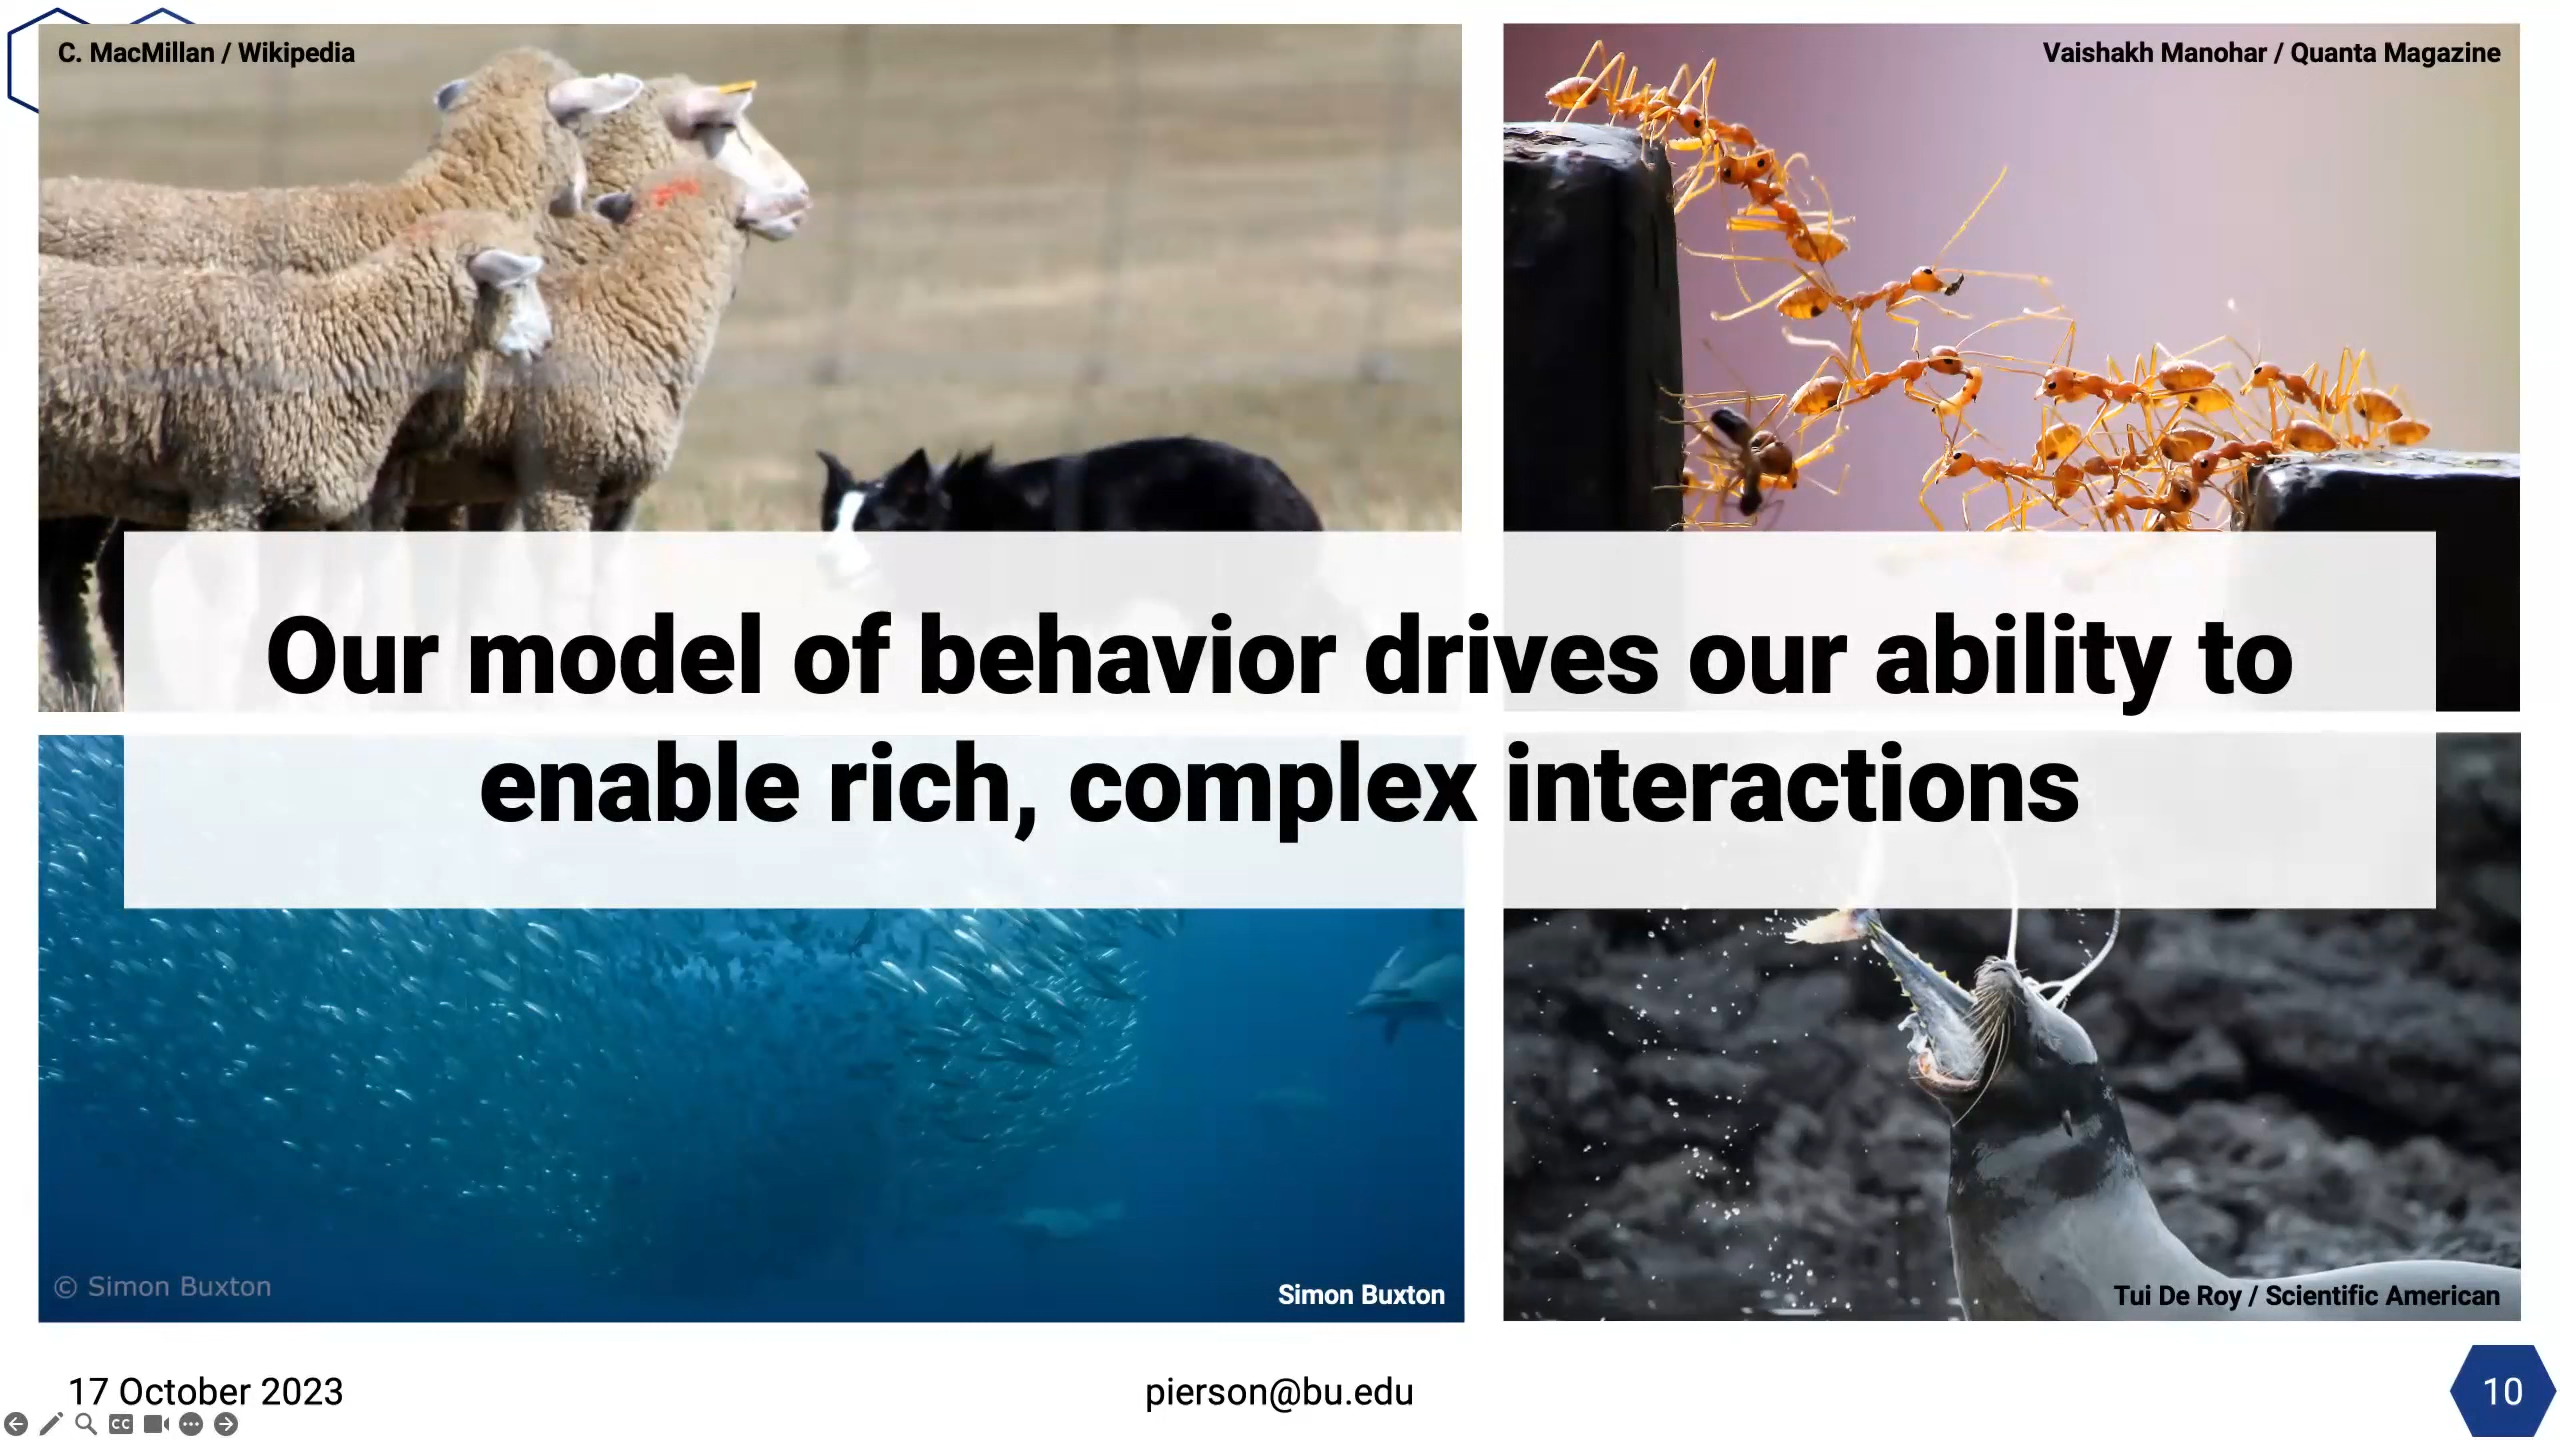 C. MacMillan / Wikipedia
Vaishakh Manohar / Quanta Magazine
Our model of behavior drives our ability to
enable rich, complex interactions
© Simon Buxton
Simon Buxton
Tui De Roy / Scientific American
17 October 2023
pierson@bu.edu
10
CC